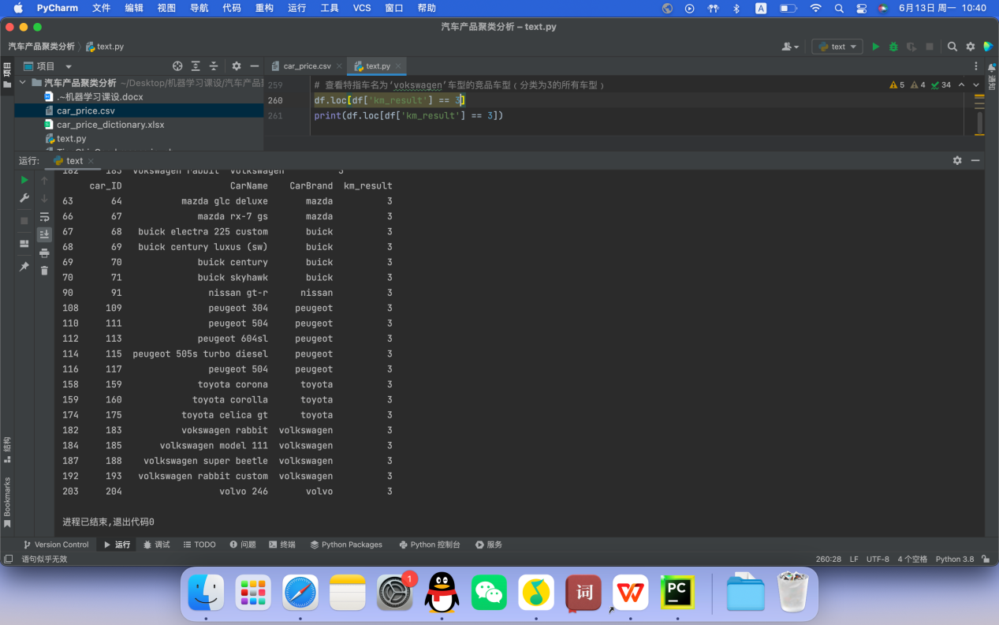 PyCharm 文件 编辑 视图 导航 代码 重构 运行 工具 VCS 窗口 帮助 A 6月13日 周一 10:40
汽车产品聚类分析 – text.py
汽车产品聚类分析 〉 text.py text
项目 car_price.csv × text.py ×
汽车产品聚类分析 ~/Desktop/机器学习课设/汽车产品
.~机器学习课设.docx
car_price.csv
car_price_dictionary.xlsx
text.py
259 # 查看特指车名为‘vokswagen’车型的竞品车型﹙分类为3的所有车型﹚ 5 4 34
260 df.loc[df['km_result'] == 3]
261 print(df.loc[df['km_result'] == 3])
运行: text ×
182 183 vokswagen rabbit volkswagen 3
car_ID CarName CarBrand km_result
63 64 mazda glc deluxe mazda 3
66 67 mazda rx-7 gs mazda 3
67 68 buick electra 225 custom buick 3
68 69 buick century luxus (sw) buick 3
69 70 buick century buick 3
70 71 buick skyhawk buick 3
90 91 nissan gt-r nissan 3
108 109 peugeot 304 peugeot 3
110 111 peugeot 504 peugeot 3
112 113 peugeot 604sl peugeot 3
114 115 peugeot 505s turbo diesel peugeot 3
116 117 peugeot 504 peugeot 3
158 159 toyota corona toyota 3
159 160 toyota corolla toyota 3
174 175 toyota celica gt toyota 3
182 183 vokswagen rabbit volkswagen 3
184 185 volkswagen model 111 volkswagen 3
187 188 volkswagen super beetle volkswagen 3
192 193 volkswagen rabbit custom volkswagen 3
203 204 volvo 246 volvo 3
进程已结束,退出代码0
项目
结构
Bookmarks
通知
Version Control 运行 调试 TODO 问题 终端 Python Packages Python 控制台 服务
语句似乎无效 260:28 LF UTF-8 4 个空格 Python 3.8
1
词
PC